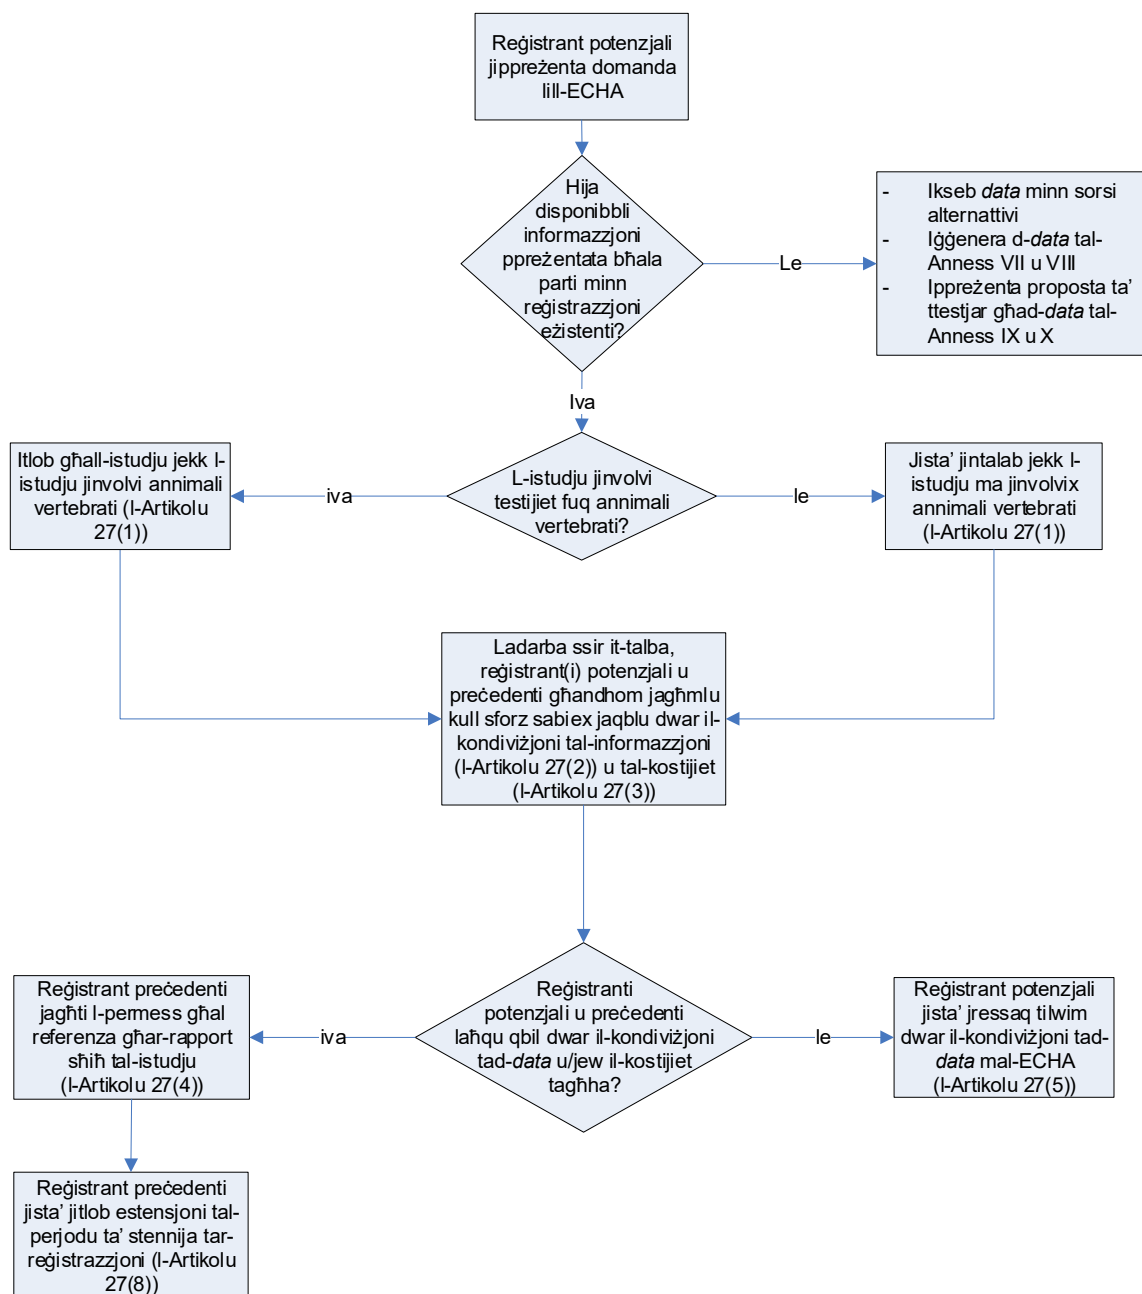 Reġistrant potenzjali
jippreżenta domanda
lill-ECHA
Hija
disponibbli
informazzjoni
ppreżentata bħala
parti minn
reġistrazzjoni
eżistenti?
Le
- Ikseb data minn sorsi
alternattivi
- Iġġenera d-data tal-
Anness VII u VIII
- Ippreżenta proposta ta’
ttestjar għad-data tal-
Anness IX u X
Iva
Itlob għall-istudju jekk l-
istudju jinvolvi annimali
vertebrati (l-Artikolu
27(1))
iva
L-istudju jinvolvi
testijiet fuq annimali
vertebrati?
le
Jista’ jintalab jekk l-
istudju ma jinvolvix
annimali vertebrati
(l-Artikolu 27(1))
Ladarba ssir it-talba,
reġistrant(i) potenzjali u
preċedenti għandhom jagħmlu
kull sforz sabiex jaqblu dwar il-
kondiviżjoni tal-informazzjoni
(l-Artikolu 27(2)) u tal-kostijiet
(l-Artikolu 27(3))
Reġistrant preċedenti
jagħti l-permess għal
referenza għar-rapport
sħiħ tal-istudju
(l-Artikolu 27(4))
iva
Reġistranti
potenzjali u preċedenti
laħqu qbil dwar il-kondiviżjoni
tad-data u/jew il-kostijiet
tagħha?
le
Reġistrant potenzjali
jista’ jressaq tilwim
dwar il-kondiviżjoni tad-
data mal-ECHA
(l-Artikolu 27(5))
Reġistrant preċedenti
jista’ jitlob estensjoni tal-
perjodu ta’ stennija tar-
reġistrazzjoni (l-Artikolu
27(8))